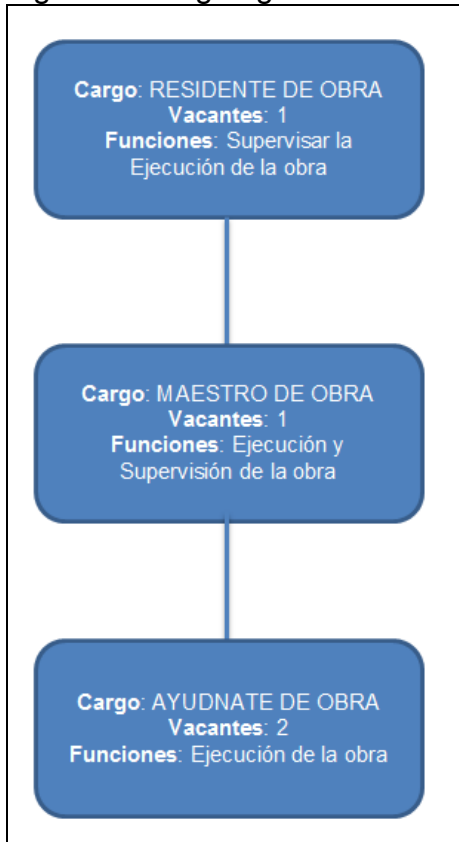 Cargo: RESIDENTE DE OBRA
Vacantes: 1
Funciones: Supervisar la
Ejecución de la obra
Cargo: MAESTRO DE OBRA
Vacantes: 1
Funciones: Ejecución y
Supervisión de la obra
Cargo: AYUDNATE DE OBRA
Vacantes: 2
Funciones: Ejecución de la obra